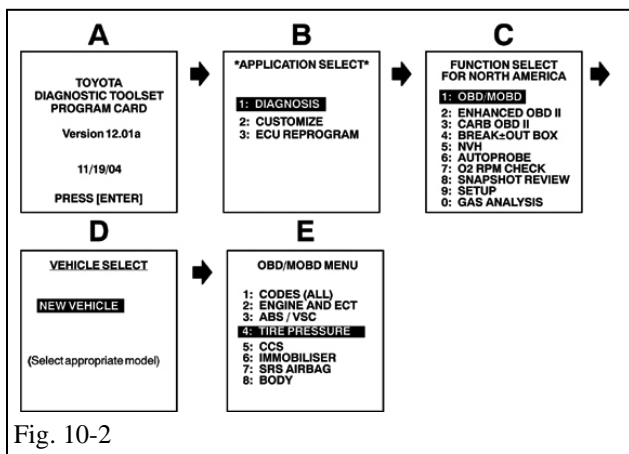 A
TOYOTA
DIAGNOSTIC TOOLSET
PROGRAM CARD
Version 12.01a
11/19/04
PRESS [ENTER]
B
*APPLICATION SELECT*
1: DIAGNOSIS
2: CUSTOMIZE
3: ECU REPROGRAM
C
FUNCTION SELECT
FOR NORTH AMERICA
1: OBD/MOBD
2: ENHANCED OBD II
3: CARB OBD II
4: BREAK±OUT BOX
5: NVH
6: AUTOPROBE
7: O2 RPM CHECK
8: SNAPSHOT REVIEW
9: SETUP
0: GAS ANALYSIS
D
VEHICLE SELECT
NEW VEHICLE
(Select appropriate model)
E
OBD/MOBD MENU
1: CODES (ALL)
2: ENGINE AND ECT
3: ABS / VSC
4: TIRE PRESSURE
5: CCS
6: IMMOBILISER
7: SRS AIRBAG
8: BODY
Fig. 10-2